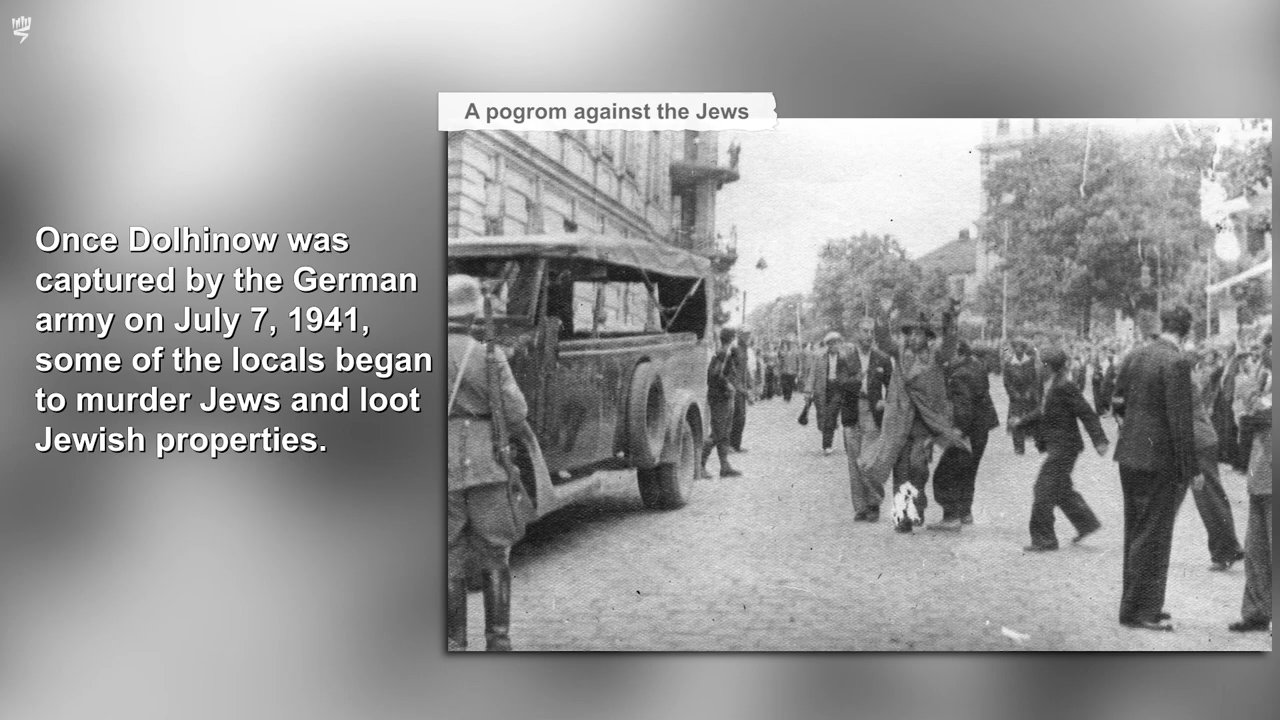 A pogrom against the Jews
Once Dolhinow was
captured by the German
army on July 7, 1941,
some of the locals began
to murder Jews and loot
Jewish properties.